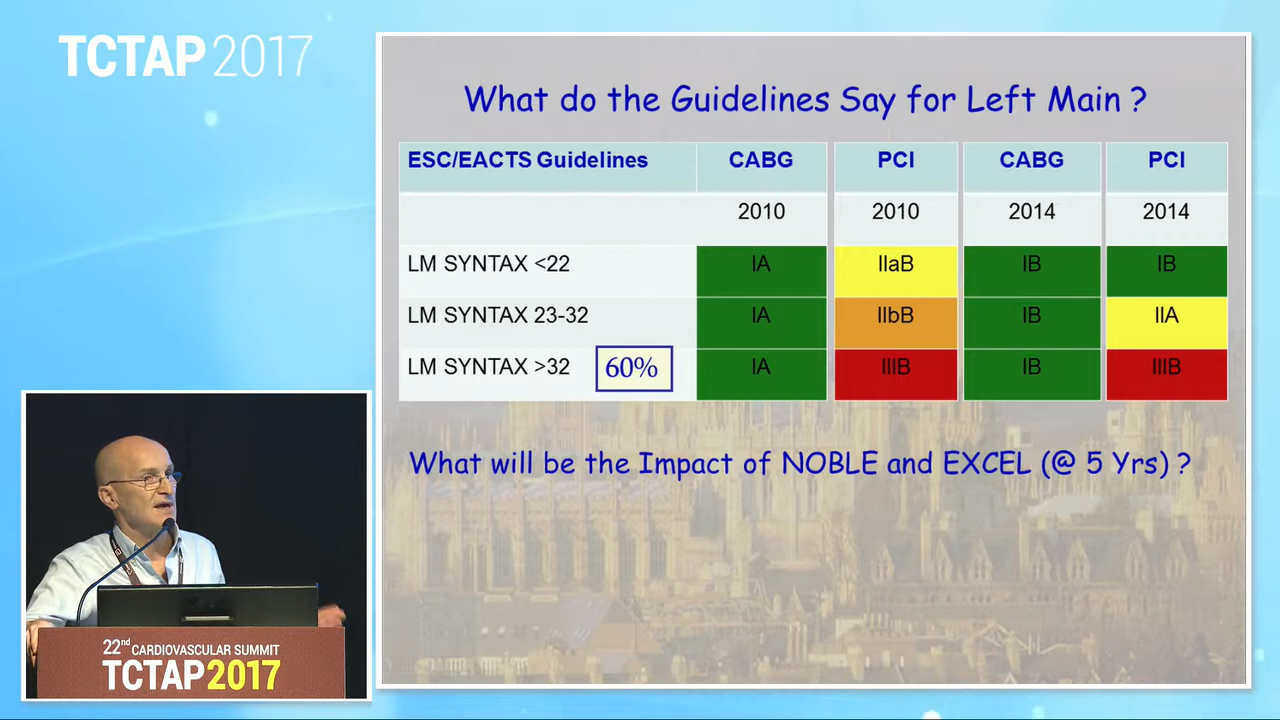 TCTAP 2017
What do the Guidelines Say for Left Main ?
ESC/EACTS Guidelines CABG PCI CABG PCI
2010 2010 2014 2014
LM SYNTAX <22 IA IIaB IB IB
LM SYNTAX 23-32 IA IIbB IB IIA
LM SYNTAX >32 60% IA IIIB IB IIIB
What will be the Impact of NOBLE and EXCEL (@ 5 Yrs) ?
22nd CARDIOVASCULAR SUMMIT
TCTAP2017